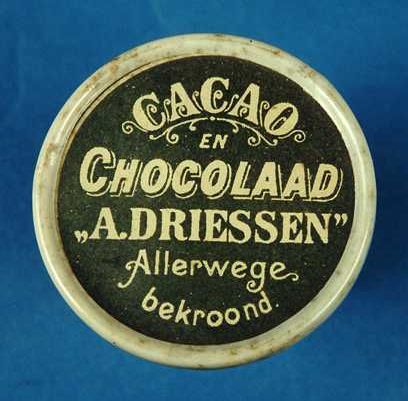 CACAO
EN
CHOCOLAAD
„A.DRIESSEN”
Allerwege
bekroond.